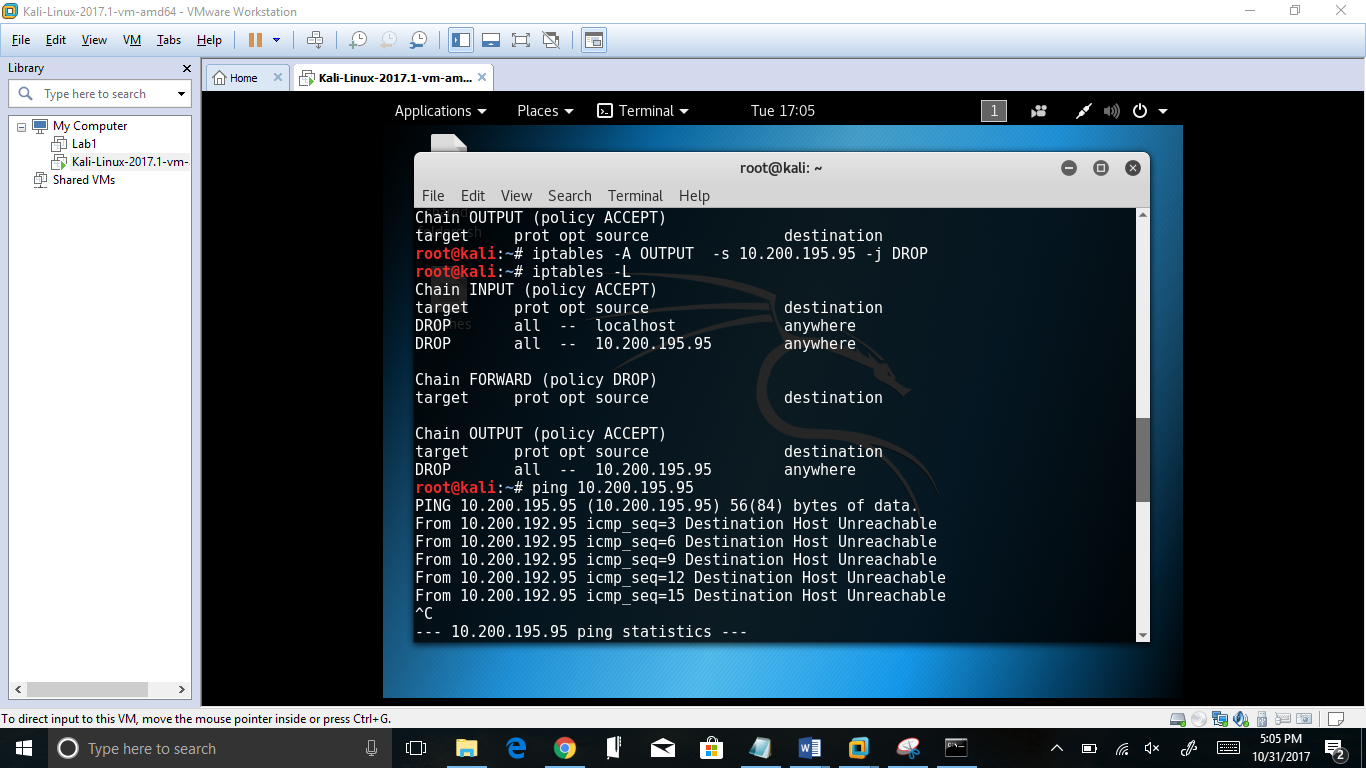 Kali-Linux-2017.1-vm-amd64 - VMware Workstation
File Edit View VM Tabs Help
Library
Type here to search
My Computer
Lab1
Kali-Linux-2017.1-vm-
Shared VMs
Home
Kali-Linux-2017.1-vm-am...
Applications Places Terminal Tue 17:05 1
root@kali: ~
File Edit View Search Terminal Help
Chain OUTPUT (policy ACCEPT)
target prot opt source destination
root@kali:~# iptables -A OUTPUT  -s 10.200.195.95 -j DROP
root@kali:~# iptables -L
Chain INPUT (policy ACCEPT)
target prot opt source destination
DROP all -- localhost anywhere
DROP all -- 10.200.195.95 anywhere
Chain FORWARD (policy DROP)
target prot opt source destination
Chain OUTPUT (policy ACCEPT)
target prot opt source destination
DROP all -- 10.200.195.95 anywhere
root@kali:~# ping 10.200.195.95
PING 10.200.195.95 (10.200.195.95) 56(84) bytes of data.
From 10.200.192.95 icmp_seq=3 Destination Host Unreachable
From 10.200.192.95 icmp_seq=6 Destination Host Unreachable
From 10.200.192.95 icmp_seq=9 Destination Host Unreachable
From 10.200.192.95 icmp_seq=12 Destination Host Unreachable
From 10.200.192.95 icmp_seq=15 Destination Host Unreachable
^C
--- 10.200.195.95 ping statistics ---
To direct input to this VM, move the mouse pointer inside or press Ctrl+G.
Type here to search
5:05 PM
10/31/2017
2